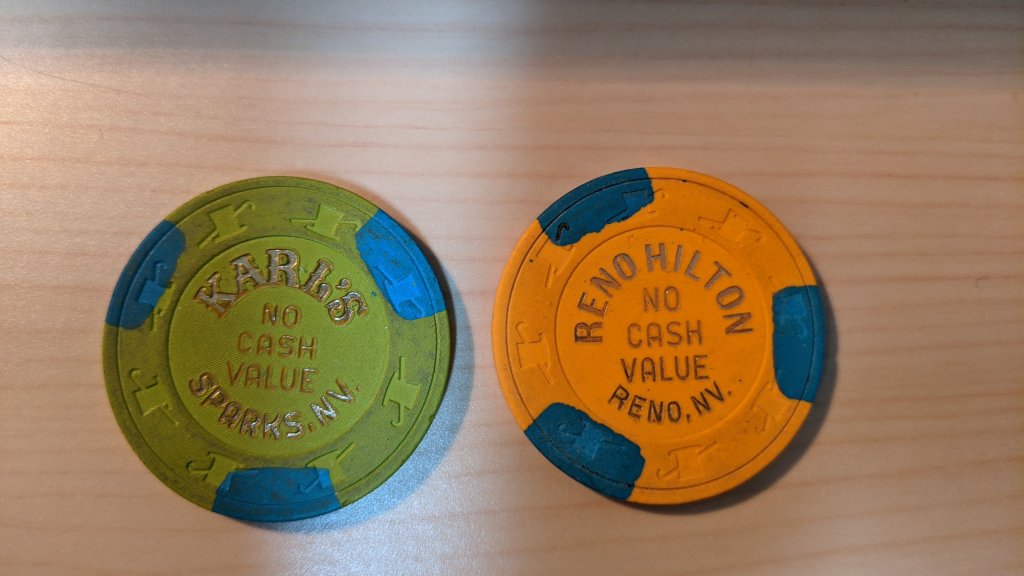 KARL'S
NO
CASH
VALUE
SPARKS, NV.
RENO HILTON
NO
CASH
VALUE
RENO, NV.